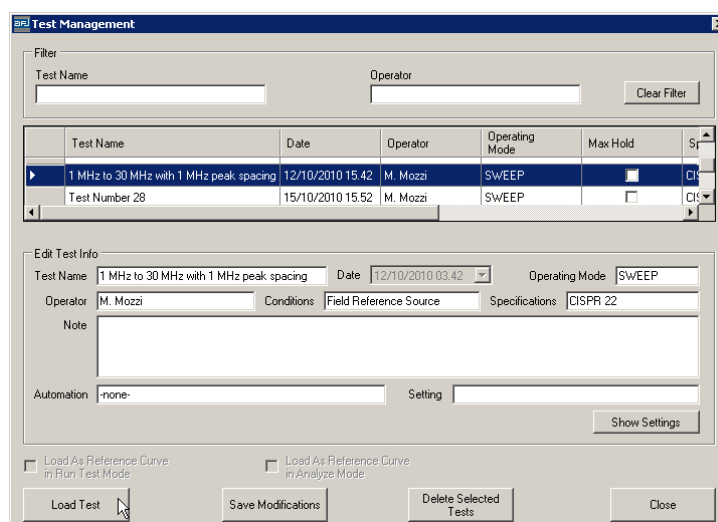 AFJ Test Management
Filter
Test Name Operator
Clear Filter
Test Name Date Operator Operating Mode Max Hold
1 MHz to 30 MHz with 1 MHz peak spacing 12/10/2010 15.42 M. Mozzi SWEEP
Test Number 28 15/10/2010 15.52 M. Mozzi SWEEP
Edit Test Info
Test Name 1 MHz to 30 MHz with 1 MHz peak spacing Date 12/10/2010 03.42 Operating Mode SWEEP
Operator M. Mozzi Conditions Field Reference Source Specifications CISPR 22
Note
Automation -none- Setting
Show Settings
Load As Reference Curve
in Run Test Mode
Load As Reference Curve
in Analyze Mode
Load Test Save Modifications Delete Selected Tests Close